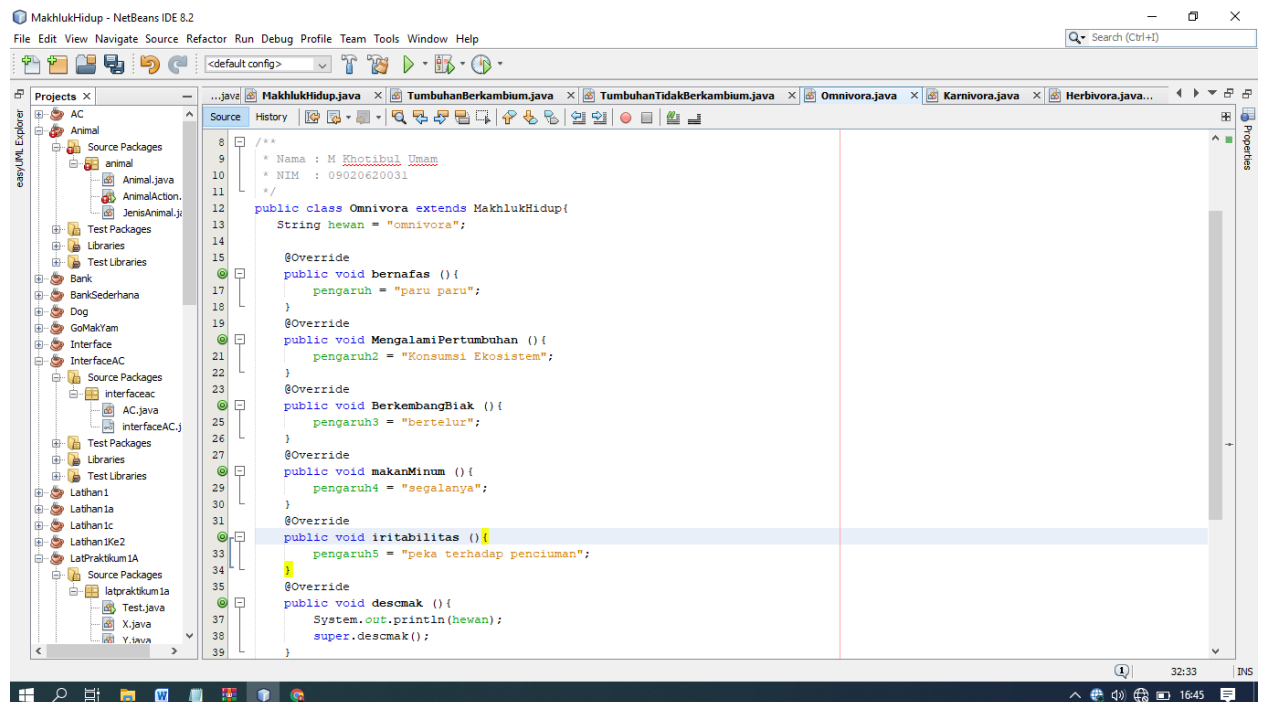 MakhlukHidup - NetBeans IDE 8.2
File Edit View Navigate Source Refactor Run Debug Profile Team Tools Window Help
Search (Ctrl+I)
<default config>
Projects
...java MakhlukHidup.java TumbuhanBerkambium.java TumbuhanTidakBerkambium.java Omnivora.java Karnivora.java Herbivora.java...
Source History
easyUML Explorer
Properties
AC
Animal
Source Packages
animal
Animal.java
AnimalAction.
JenisAnimal.ja
Test Packages
Libraries
Test Libraries
Bank
BankSederhana
Dog
GoMakYam
Interface
InterfaceAC
Source Packages
interfaceac
AC.java
interfaceAC.j
Test Packages
Libraries
Test Libraries
Latihan1
Latihan1a
Latihan1c
Latihan1Ke2
LatPraktikum1A
Source Packages
latpraktikum1a
Test.java
X.java
Y.java
8 /**
9 * Nama : M Khotibul Umam
10 * NIM : 09020620031
11 */
12 public class Omnivora extends MakhlukHidup{
13 String hewan = "omnivora";
14
15 @Override
public void bernafas (){
17 pengaruh = "paru paru";
18 }
19 @Override
public void MengalamiPertumbuhan (){
21 pengaruh2 = "Konsumsi Ekosistem";
22 }
23 @Override
public void BerkembangBiak (){
25 pengaruh3 = "bertelur";
26 }
27 @Override
public void makanMinum (){
29 pengaruh4 = "segalanya";
30 }
31 @Override
public void iritabilitas (){
33 pengaruh5 = "peka terhadap penciuman";
34 }
35 @Override
public void descmak (){
37 System.out.println(hewan);
38 super.descmak();
39 }
1 32:33 INS
16:45